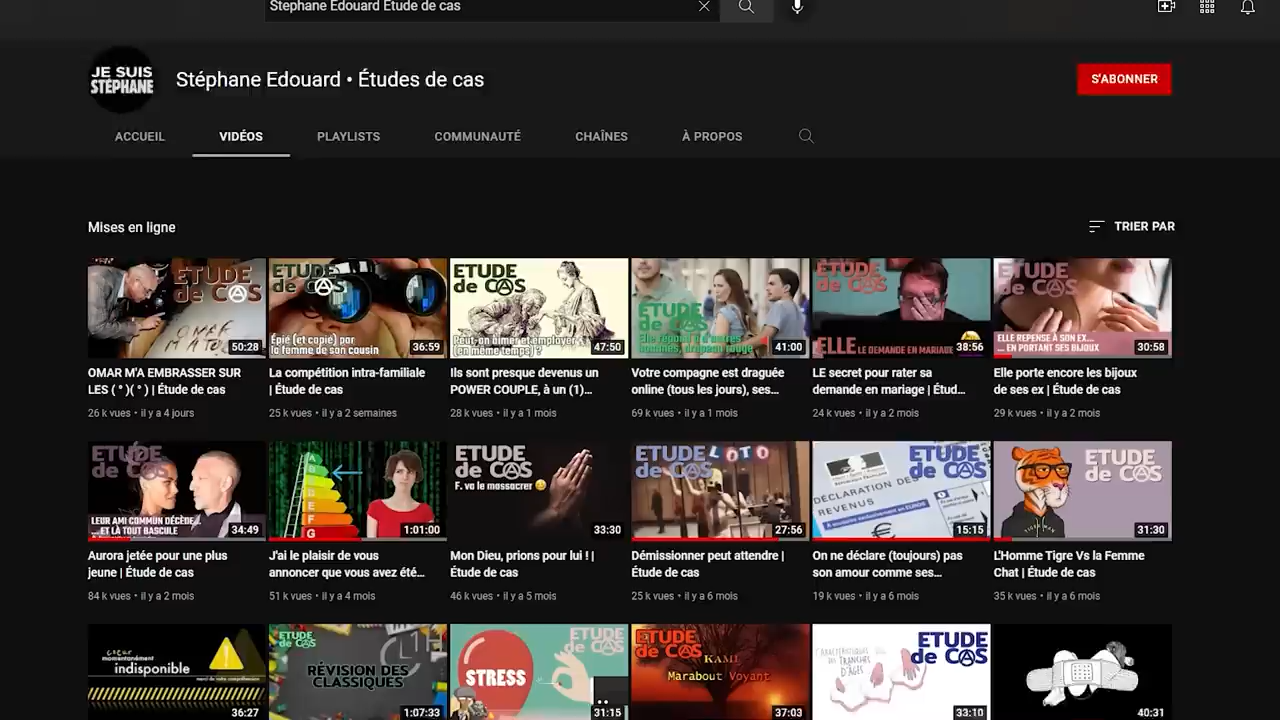 Stephane Edouard Etude de cas
JE SUIS
STÉPHANE
Stéphane Edouard • Études de cas
S'ABONNER
ACCUEIL
VIDÉOS
PLAYLISTS
COMMUNAUTÉ
CHAÎNES
À PROPOS
Mises en ligne
TRIER PAR
ETUDE
de CAS
50:28
ETUDE
de CAS
Épié (et copié) par
la femme de son cousin
36:59
ETUDE
de CAS
Peut-on aimer et employer
(en même temps) ?
47:50
ETUDE
de CAS
Elle répond à d'autres
41:00
ETUDE
de CAS
ELLE LE DEMANDE EN MARIAGE
38:56
ETUDE
de CAS
ELLE REPENSE À SON EX...
... EN PORTANT SES BIJOUX
30:58
OMAR M'A EMBRASSER SUR
LES ( ° )( ° ) | Étude de cas
26 k vues • il y a 4 jours
La compétition intra-familiale
| Étude de cas
25 k vues • il y a 2 semaines
Ils sont presque devenus un
POWER COUPLE, à un (1)...
28 k vues • il y a 1 mois
Votre compagne est draguée
online (tous les jours), ses...
69 k vues • il y a 1 mois
LE secret pour rater sa
demande en mariage | Étud...
24 k vues • il y a 2 mois
Elle porte encore les bijoux
de ses ex | Étude de cas
29 k vues • il y a 2 mois
ETUDE
de CAS
LEUR AMI COMMUN DÉCÈDE...
...ET LÀ TOUT BASCULE
34:49
A
B
D
E
F
G
1:01:00
ETUDE
de CAS
F. va le massacrer
33:30
ETUDE
de CAS
LOTO
27:56
ETUDE
de CAS
DÉCLARATION DES
REVENUS
15:15
ETUDE
de CAS
31:30
Aurora jetée pour une plus
jeune | Étude de cas
84 k vues • il y a 2 mois
J'ai le plaisir de vous
annoncer que vous avez été...
51 k vues • il y a 4 mois
Mon Dieu, prions pour lui ! |
Étude de cas
46 k vues • il y a 5 mois
Démissionner peut attendre |
Étude de cas
25 k vues • il y a 6 mois
On ne déclare (toujours) pas
son amour comme ses...
19 k vues • il y a 6 mois
L'Homme Tigre Vs la Femme
Chat | Étude de cas
35 k vues • il y a 6 mois
cœur
momentanément
indisponible
merci de votre compréhension
36:27
ETUDE
de CAS
RÉVISION DES
CLASSIQUES
1:07:33
ETUDE
de CAS
STRESS
31:15
ETUDE
de CAS
KAMI
Marabout Voyant
37:03
ETUDE
de CAS
CARACTÉRISTIQUES
DES TRANCHES
D'ÂGES
33:10
40:31